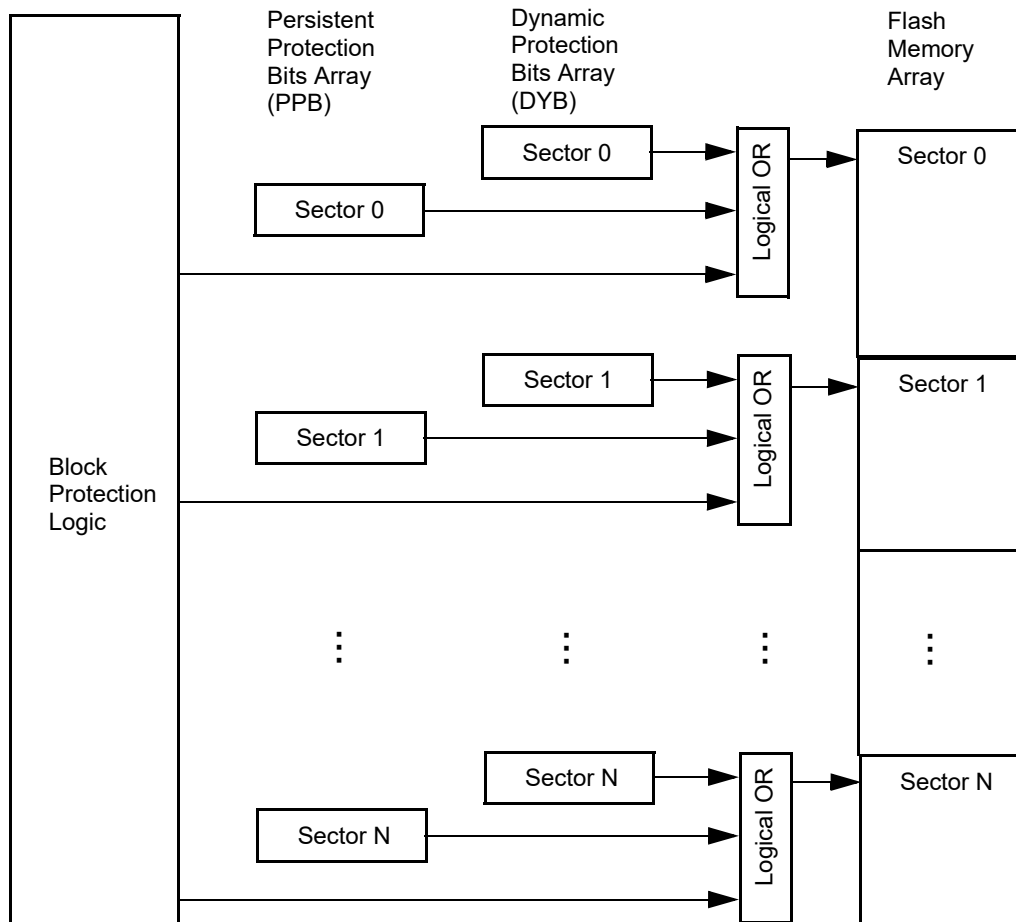 Persistent
Protection
Bits Array
(PPB)
Dynamic
Protection
Bits Array
(DYB)
Flash
Memory
Array
Sector 0
Sector 0
Logical OR
Sector 0
Sector 1
Sector 1
Logical OR
Sector 1
Block
Protection
Logic
⋮
⋮
⋮
⋮
Sector N
Sector N
Logical OR
Sector N